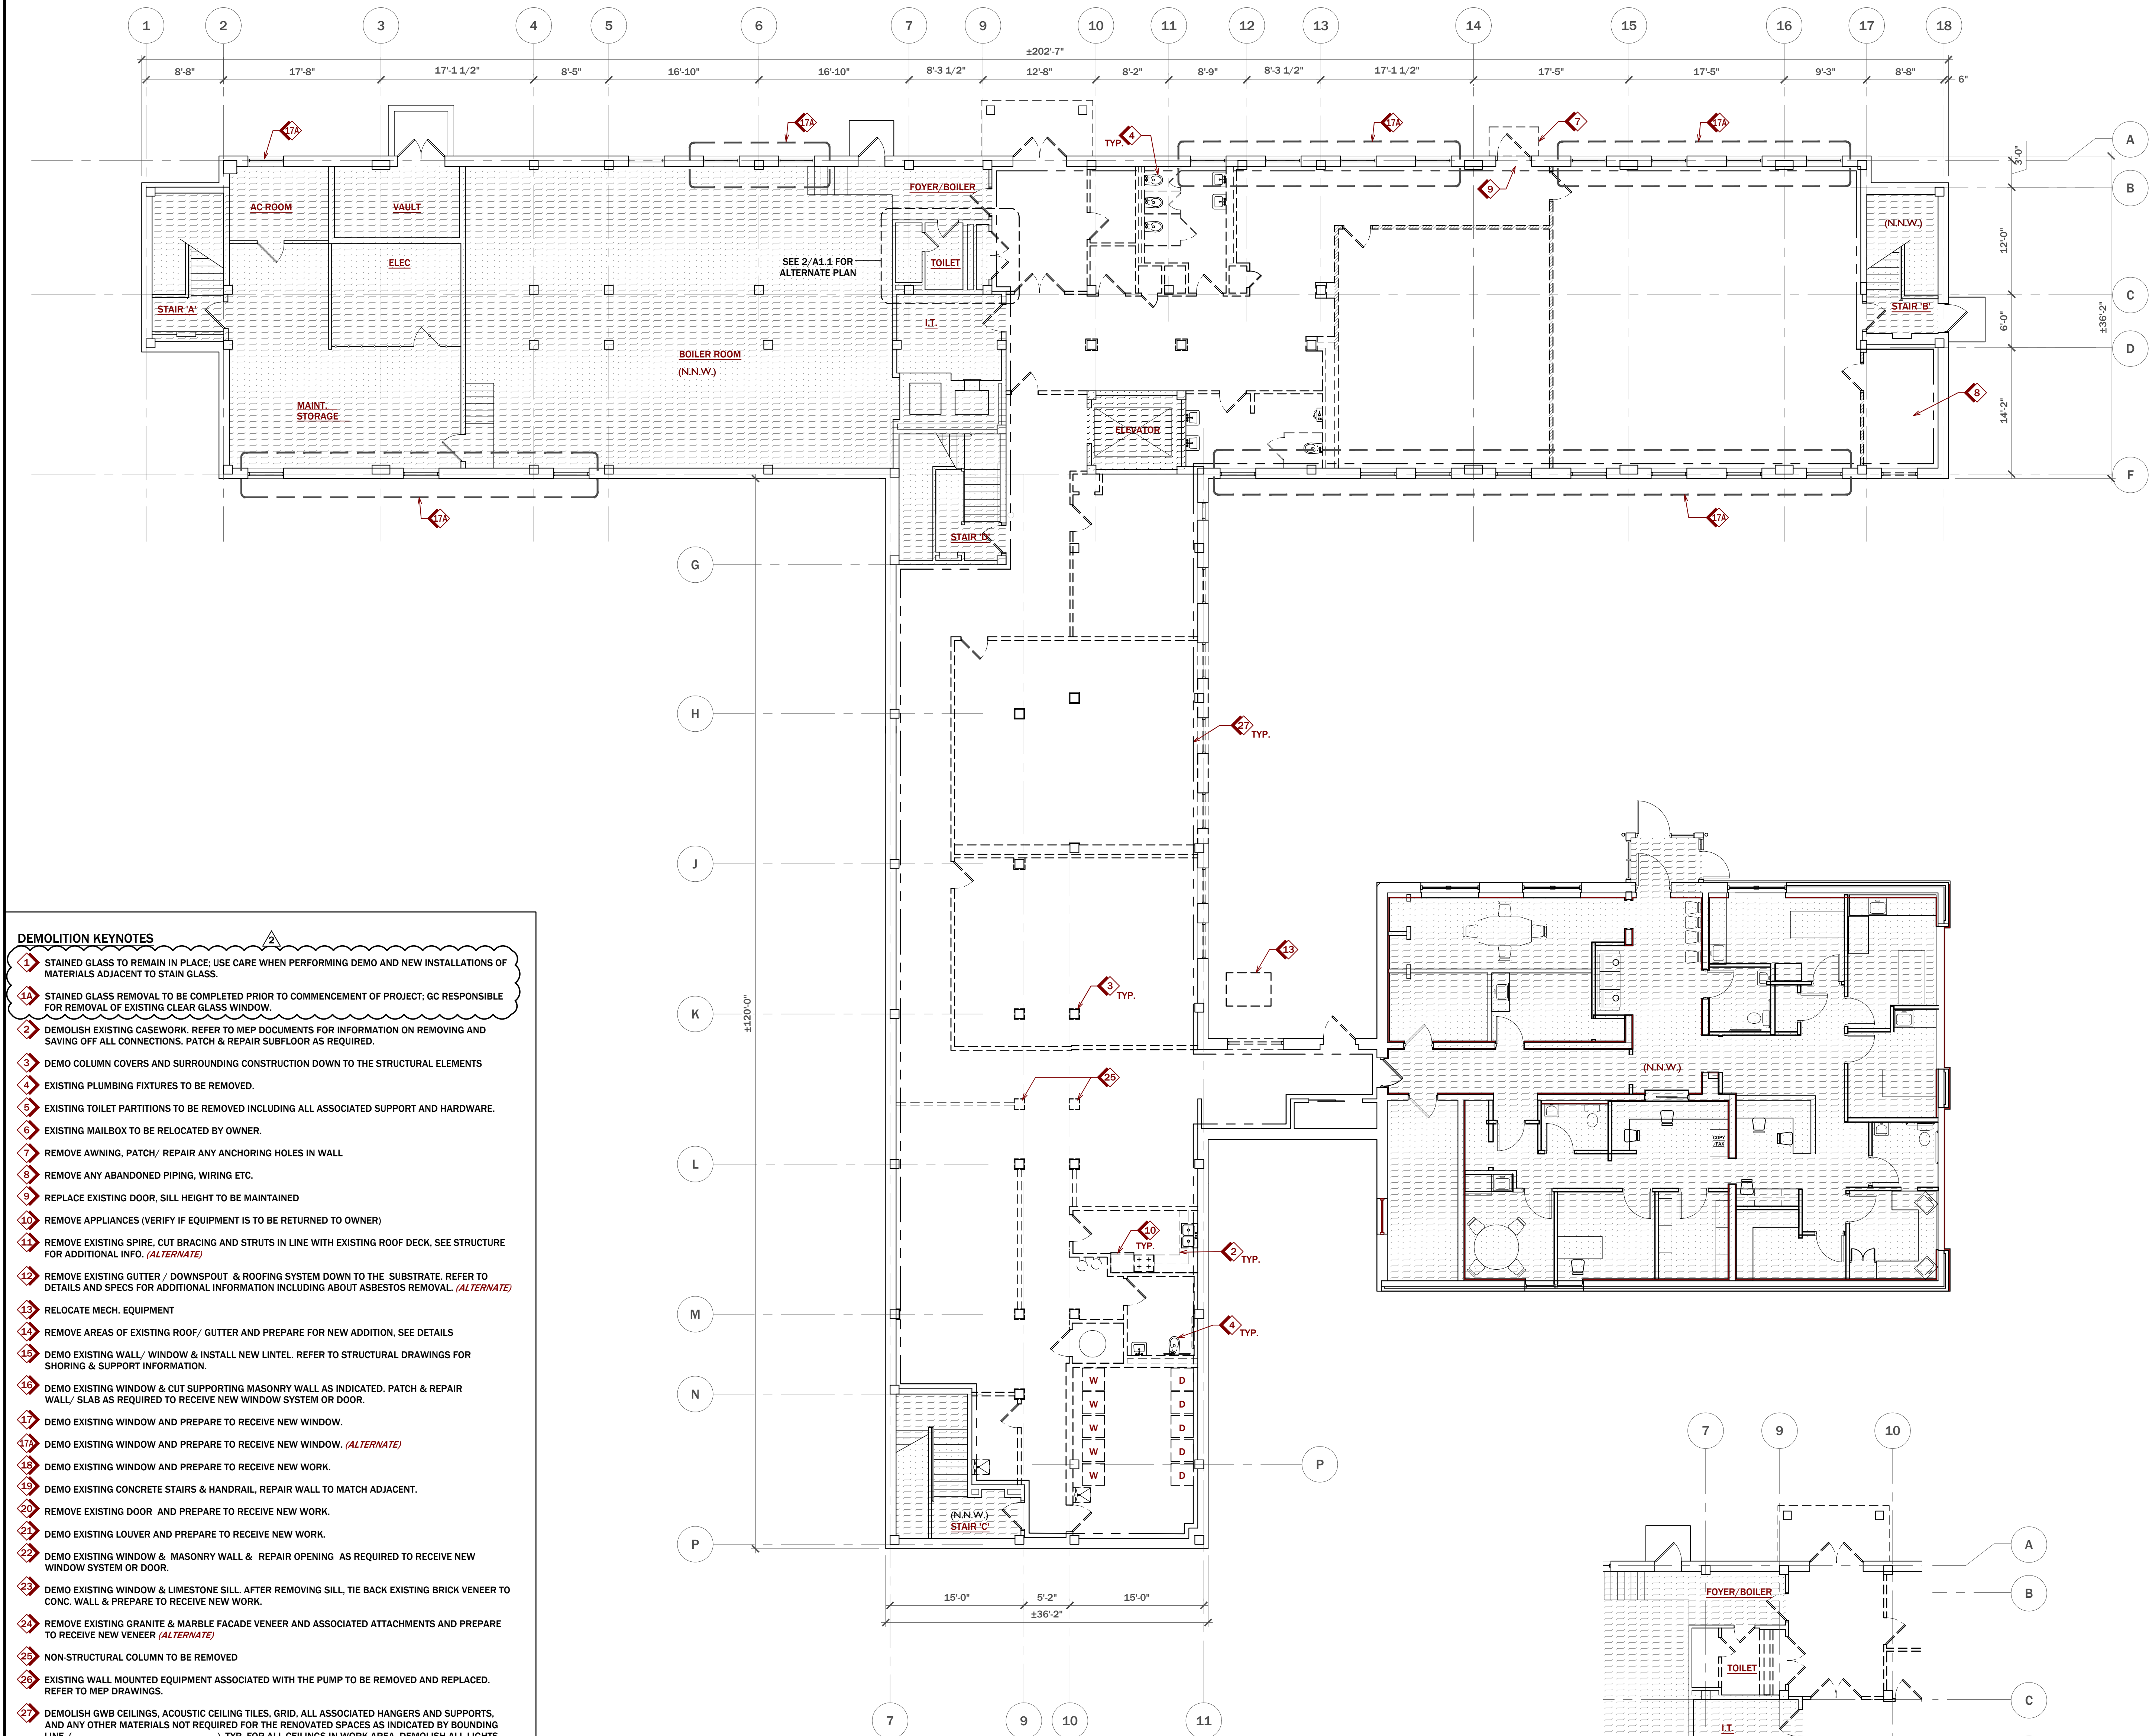 1 2 3 4 5 6 7 9 10 11 12 13 14 15 16 17 18
±202'-7"
8'-8" 17'-8" 17'-1 1/2" 8'-5" 16'-10" 16'-10" 8'-3 1/2" 12'-8" 8'-2" 8'-9" 8'-3 1/2" 17'-1 1/2" 17'-5" 17'-5" 9'-3" 8'-8" 6"
17A
17A
4
TYP.
17A
7
17A
A
3'-0"
B
9
FOYER/BOILER
AC ROOM
VAULT
(N.N.W.)
12'-0"
SEE 2/A1.1 FOR
ALTERNATE PLAN
TOILET
ELEC
C
STAIR 'A'
STAIR 'B'
I.T.
6'-0"
±36'-2"
D
BOILER ROOM
(N.N.W.)
8
MAINT.
STORAGE
14'-2"
ELEVATOR
F
17A
17A
STAIR 'D'
G
H
27
TYP.
J
13
3
TYP.
K
±120'-0"
25
(N.N.W.)
COPY
/FAX
L
10
TYP.
2
TYP.
M
4
TYP.
W D
N
W D
W D
W D
W D
P
P
(N.N.W.)
STAIR 'C'
15'-0" 5'-2" 15'-0"
±36'-2"
7 9 10 11
DEMOLITION KEYNOTES
2
1 STAINED GLASS TO REMAIN IN PLACE; USE CARE WHEN PERFORMING DEMO AND NEW INSTALLATIONS OF
MATERIALS ADJACENT TO STAIN GLASS.
1A STAINED GLASS REMOVAL TO BE COMPLETED PRIOR TO COMMENCEMENT OF PROJECT; GC RESPONSIBLE
FOR REMOVAL OF EXISTING CLEAR GLASS WINDOW.
2 DEMOLISH EXISTING CASEWORK. REFER TO MEP DOCUMENTS FOR INFORMATION ON REMOVING AND
SAVING OFF ALL CONNECTIONS. PATCH & REPAIR SUBFLOOR AS REQUIRED.
3 DEMO COLUMN COVERS AND SURROUNDING CONSTRUCTION DOWN TO THE STRUCTURAL ELEMENTS
4 EXISTING PLUMBING FIXTURES TO BE REMOVED.
5 EXISTING TOILET PARTITIONS TO BE REMOVED INCLUDING ALL ASSOCIATED SUPPORT AND HARDWARE.
6 EXISTING MAILBOX TO BE RELOCATED BY OWNER.
7 REMOVE AWNING, PATCH/ REPAIR ANY ANCHORING HOLES IN WALL
8 REMOVE ANY ABANDONED PIPING, WIRING ETC.
9 REPLACE EXISTING DOOR, SILL HEIGHT TO BE MAINTAINED
10 REMOVE APPLIANCES (VERIFY IF EQUIPMENT IS TO BE RETURNED TO OWNER)
11 REMOVE EXISTING SPIRE, CUT BRACING AND STRUTS IN LINE WITH EXISTING ROOF DECK, SEE STRUCTURE
FOR ADDITIONAL INFO. (ALTERNATE)
12 REMOVE EXISTING GUTTER / DOWNSPOUT & ROOFING SYSTEM DOWN TO THE SUBSTRATE. REFER TO
DETAILS AND SPECS FOR ADDITIONAL INFORMATION INCLUDING ABOUT ASBESTOS REMOVAL. (ALTERNATE)
13 RELOCATE MECH. EQUIPMENT
14 REMOVE AREAS OF EXISTING ROOF/ GUTTER AND PREPARE FOR NEW ADDITION, SEE DETAILS
15 DEMO EXISTING WALL/ WINDOW & INSTALL NEW LINTEL. REFER TO STRUCTURAL DRAWINGS FOR
SHORING & SUPPORT INFORMATION.
16 DEMO EXISTING WINDOW & CUT SUPPORTING MASONRY WALL AS INDICATED. PATCH & REPAIR
WALL/ SLAB AS REQUIRED TO RECEIVE NEW WINDOW SYSTEM OR DOOR.
17 DEMO EXISTING WINDOW AND PREPARE TO RECEIVE NEW WINDOW.
17A DEMO EXISTING WINDOW AND PREPARE TO RECEIVE NEW WINDOW. (ALTERNATE)
18 DEMO EXISTING WINDOW AND PREPARE TO RECEIVE NEW WORK.
19 DEMO EXISTING CONCRETE STAIRS & HANDRAIL, REPAIR WALL TO MATCH ADJACENT.
20 REMOVE EXISTING DOOR AND PREPARE TO RECEIVE NEW WORK.
21 DEMO EXISTING LOUVER AND PREPARE TO RECEIVE NEW WORK.
22 DEMO EXISTING WINDOW & MASONRY WALL & REPAIR OPENING AS REQUIRED TO RECEIVE NEW
WINDOW SYSTEM OR DOOR.
23 DEMO EXISTING WINDOW & LIMESTONE SILL. AFTER REMOVING SILL, TIE BACK EXISTING BRICK VENEER TO
CONC. WALL & PREPARE TO RECEIVE NEW WORK.
24 REMOVE EXISTING GRANITE & MARBLE FACADE VENEER AND ASSOCIATED ATTACHMENTS AND PREPARE
TO RECEIVE NEW VENEER (ALTERNATE)
25 NON-STRUCTURAL COLUMN TO BE REMOVED
26 EXISTING WALL MOUNTED EQUIPMENT ASSOCIATED WITH THE PUMP TO BE REMOVED AND REPLACED.
REFER TO MEP DRAWINGS.
27 DEMOLISH GWB CEILINGS, ACOUSTIC CEILING TILES, GRID, ALL ASSOCIATED HANGERS AND SUPPORTS,
AND ANY OTHER MATERIALS NOT REQUIRED FOR THE RENOVATED SPACES AS INDICATED BY BOUNDING
LINE ( ), TYP. FOR ALL CEILINGS IN WORK AREA. DEMOLISH ALL LIGHTS
7 9 10
A
FOYER/BOILER
B
TOILET
C
I.T.